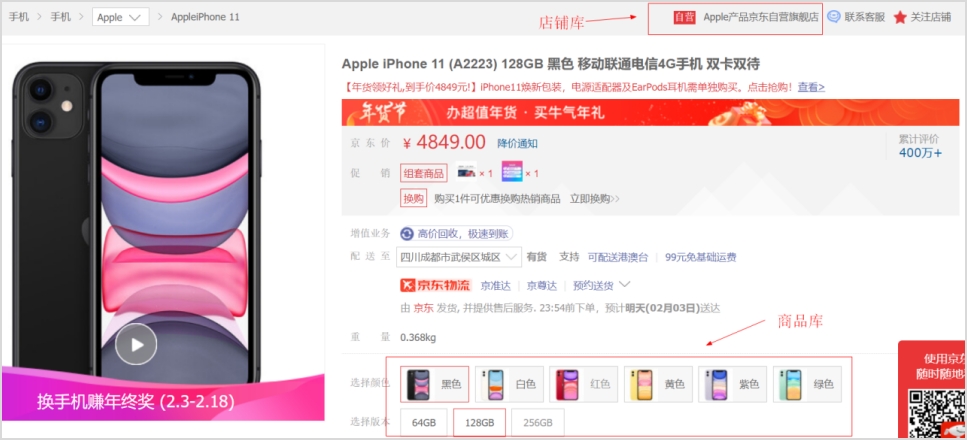 手机 > 手机 > Apple > AppleiPhone 11
店铺库
自营 Apple产品京东自营旗舰店 联系客服 关注店铺
Apple iPhone 11 (A2223) 128GB 黑色 移动联通电信4G手机 双卡双待
【年货领好礼,到手价4849元!】iPhone11焕新包装，电源适配器及EarPods耳机需单独购买。点击抢购！查看>
年货节 办超值年货 · 买牛气年礼
京东价 ¥ 4849.00 降价通知
累计评价
400万+
促销 组套商品 × 1 × 1
换购 购买1件可优惠换购热销商品 立即换购>>
增值业务 高价回收，极速到账
配送至 四川成都市武侯区城区 有货 支持 可配送港澳台 99元免基础运费
京东物流 京准达 京尊达 预约送货
由 京东 发货, 并提供售后服务. 23:54前下单，预计明天(02月03日)送达
重量 0.368kg
商品库
选择颜色 黑色 白色 红色 黄色 紫色 绿色
选择版本 64GB 128GB 256GB
换手机赚年终奖 (2.3-2.18)
使用京东
随时随地